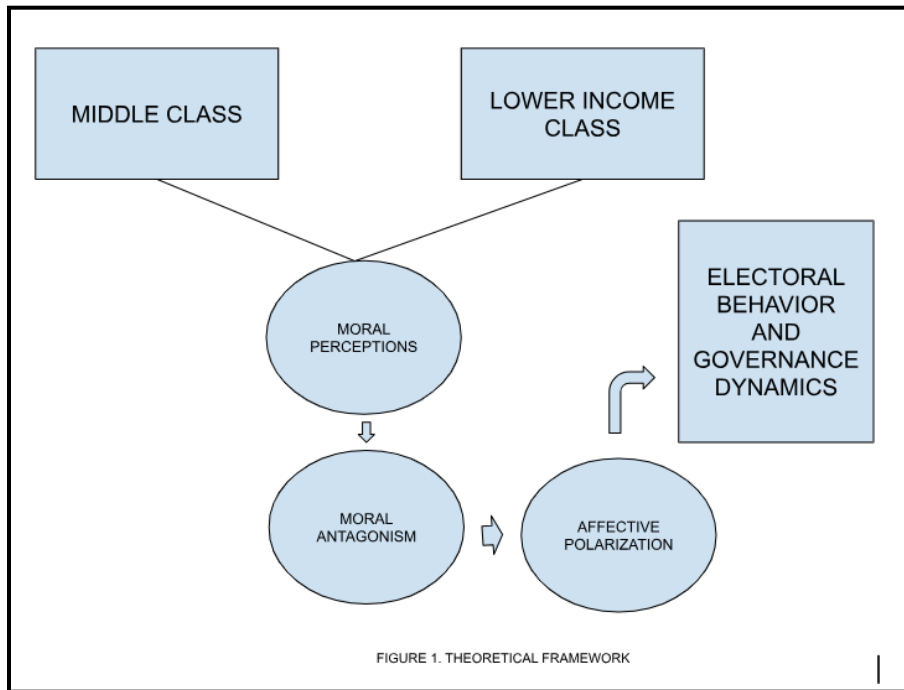 MIDDLE CLASS
LOWER INCOME
CLASS
MORAL
PERCEPTIONS
ELECTORAL
BEHAVIOR
AND
GOVERNANCE
DYNAMICS
MORAL
ANTAGONISM
AFFECTIVE
POLARIZATION
FIGURE 1. THEORETICAL FRAMEWORK